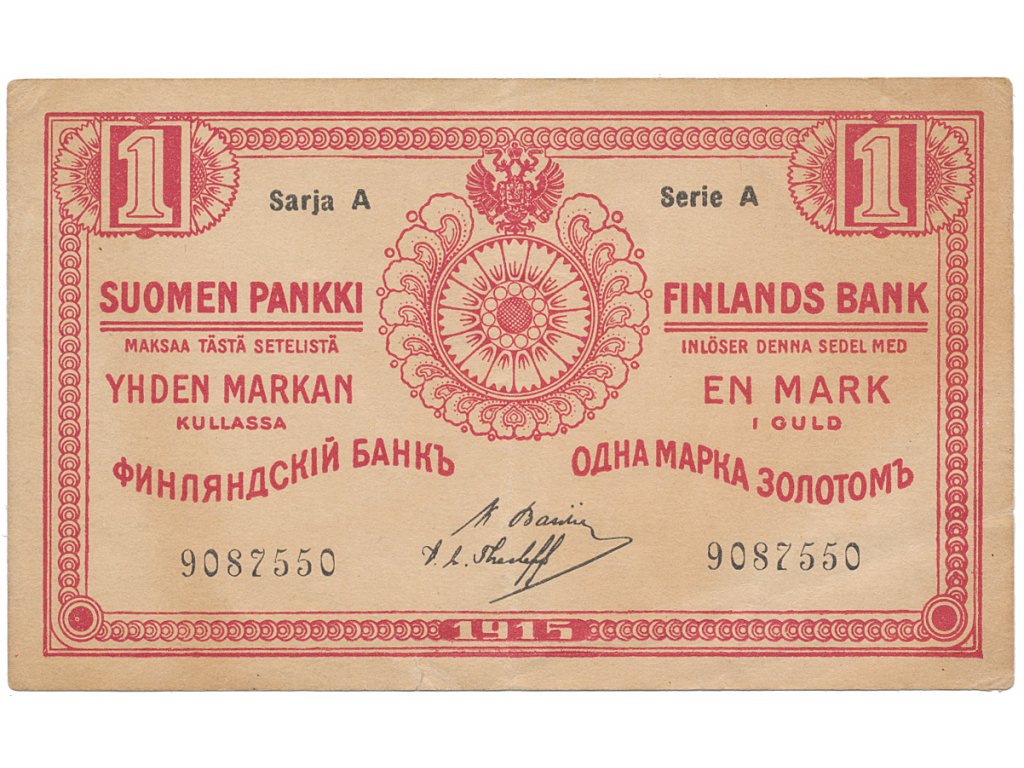 1
1
Sarja A
Serie A
SUOMEN PANKKI
MAKSAA TÄSTÄ SETELISTÄ
YHDEN MARKAN
KULLASSA
FINLANDS BANK
INLÖSER DENNA SEDEL MED
EN MARK
I GULD
ФИНЛЯНДСКІЙ БАНКЪ
ОДНА МАРКА ЗОЛОТОМЪ
9087550
9087550
1915